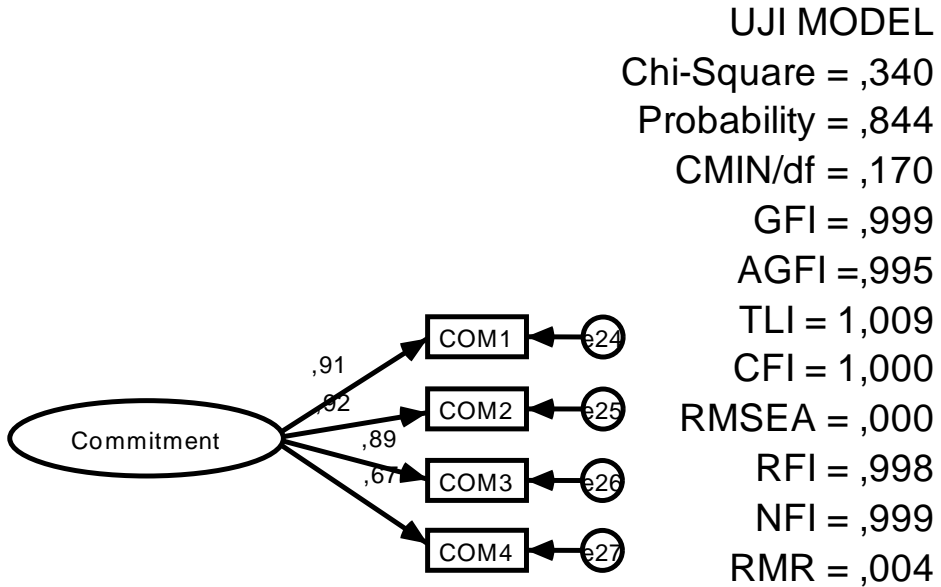 UJI MODEL
Chi-Square = ,340
Probability = ,844
CMIN/df = ,170
GFI = ,999
AGFI =,995
TLI = 1,009
CFI = 1,000
RMSEA = ,000
RFI = ,998
NFI = ,999
RMR = ,004
Commitment
,91
,92
,89
,67
COM1
e24
COM2
e25
COM3
e26
COM4
e27